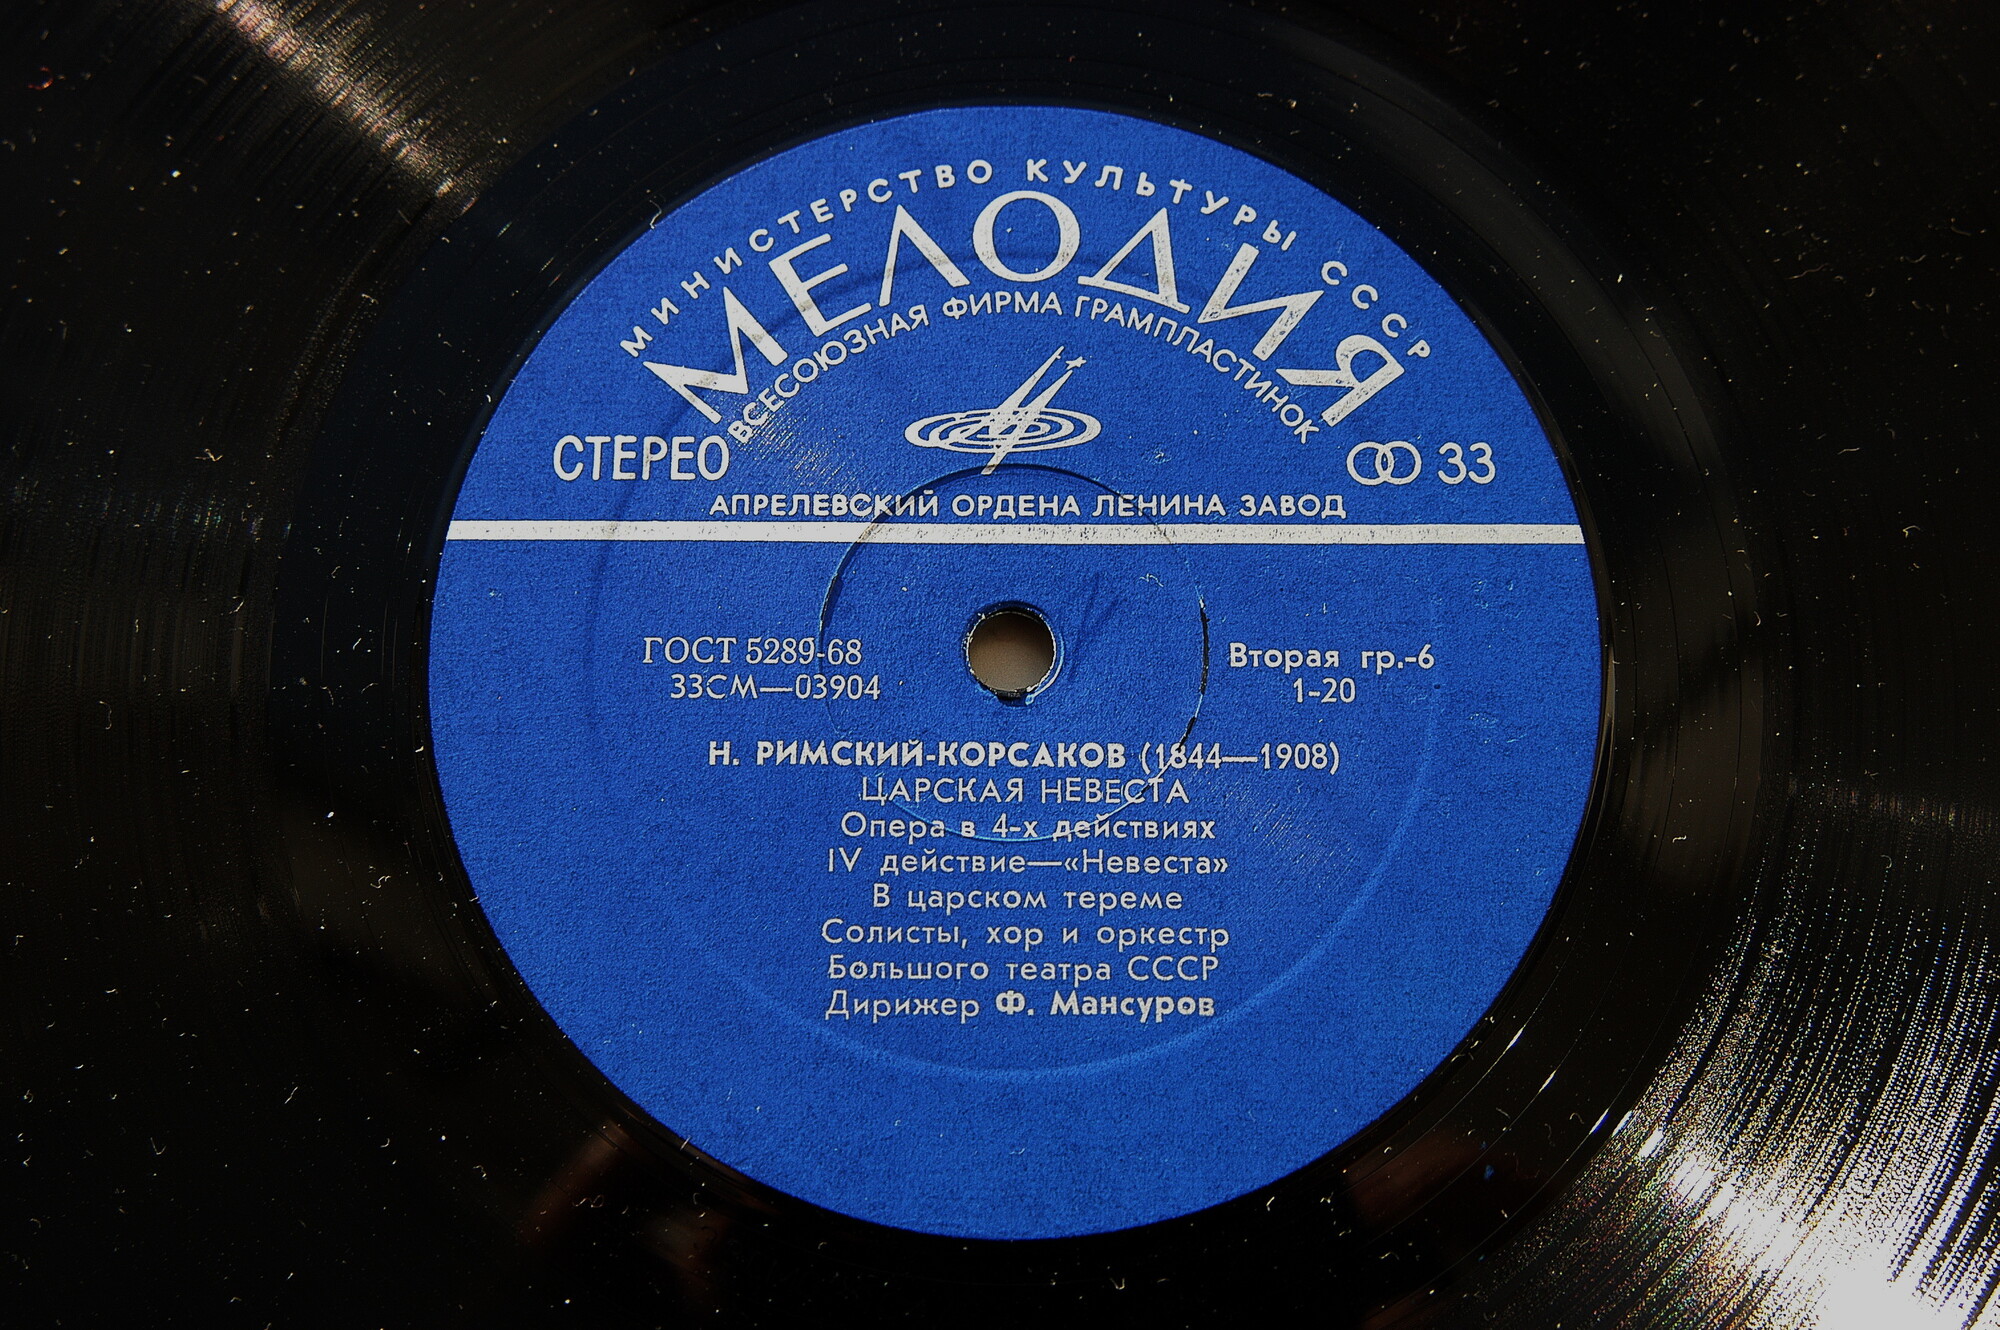 МИНИСТЕРСТВО КУЛЬТУРЫ СССР
МЕЛОДИЯ
ВСЕСОЮЗНАЯ ФИРМА ГРАМПЛАСТИНОК
СТЕРЕО
33
АПРЕЛЕВСКИЙ ОРДЕНА ЛЕНИНА ЗАВОД
ГОСТ 5289-68
33СМ—03904
Вторая гр.-6
1-20
Н. РИМСКИЙ-КОРСАКОВ (1844—1908)
ЦАРСКАЯ НЕВЕСТА
Опера в 4-х действиях
IV действие—«Невеста»
В царском тереме
Солисты, хор и оркестр
Большого театра СССР
Дирижер Ф. Мансуров